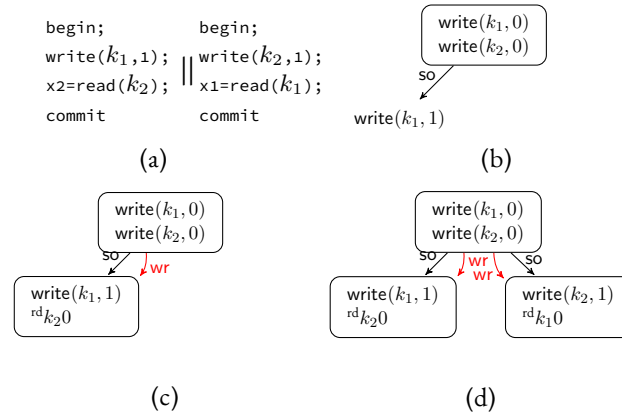 begin;
write(k₁,1);
x2=read(k₂);
commit
||
begin;
write(k₂,1);
x1=read(k₁);
commit
(a)
write(k₁, 0)
write(k₂, 0)
so
write(k₁, 1)
(b)
write(k₁, 0)
write(k₂, 0)
so
wr
write(k₁, 1)
ʳᵈk₂0
(c)
write(k₁, 0)
write(k₂, 0)
so
wr
wr
so
write(k₁, 1)
ʳᵈk₂0
write(k₂, 1)
ʳᵈk₁0
(d)